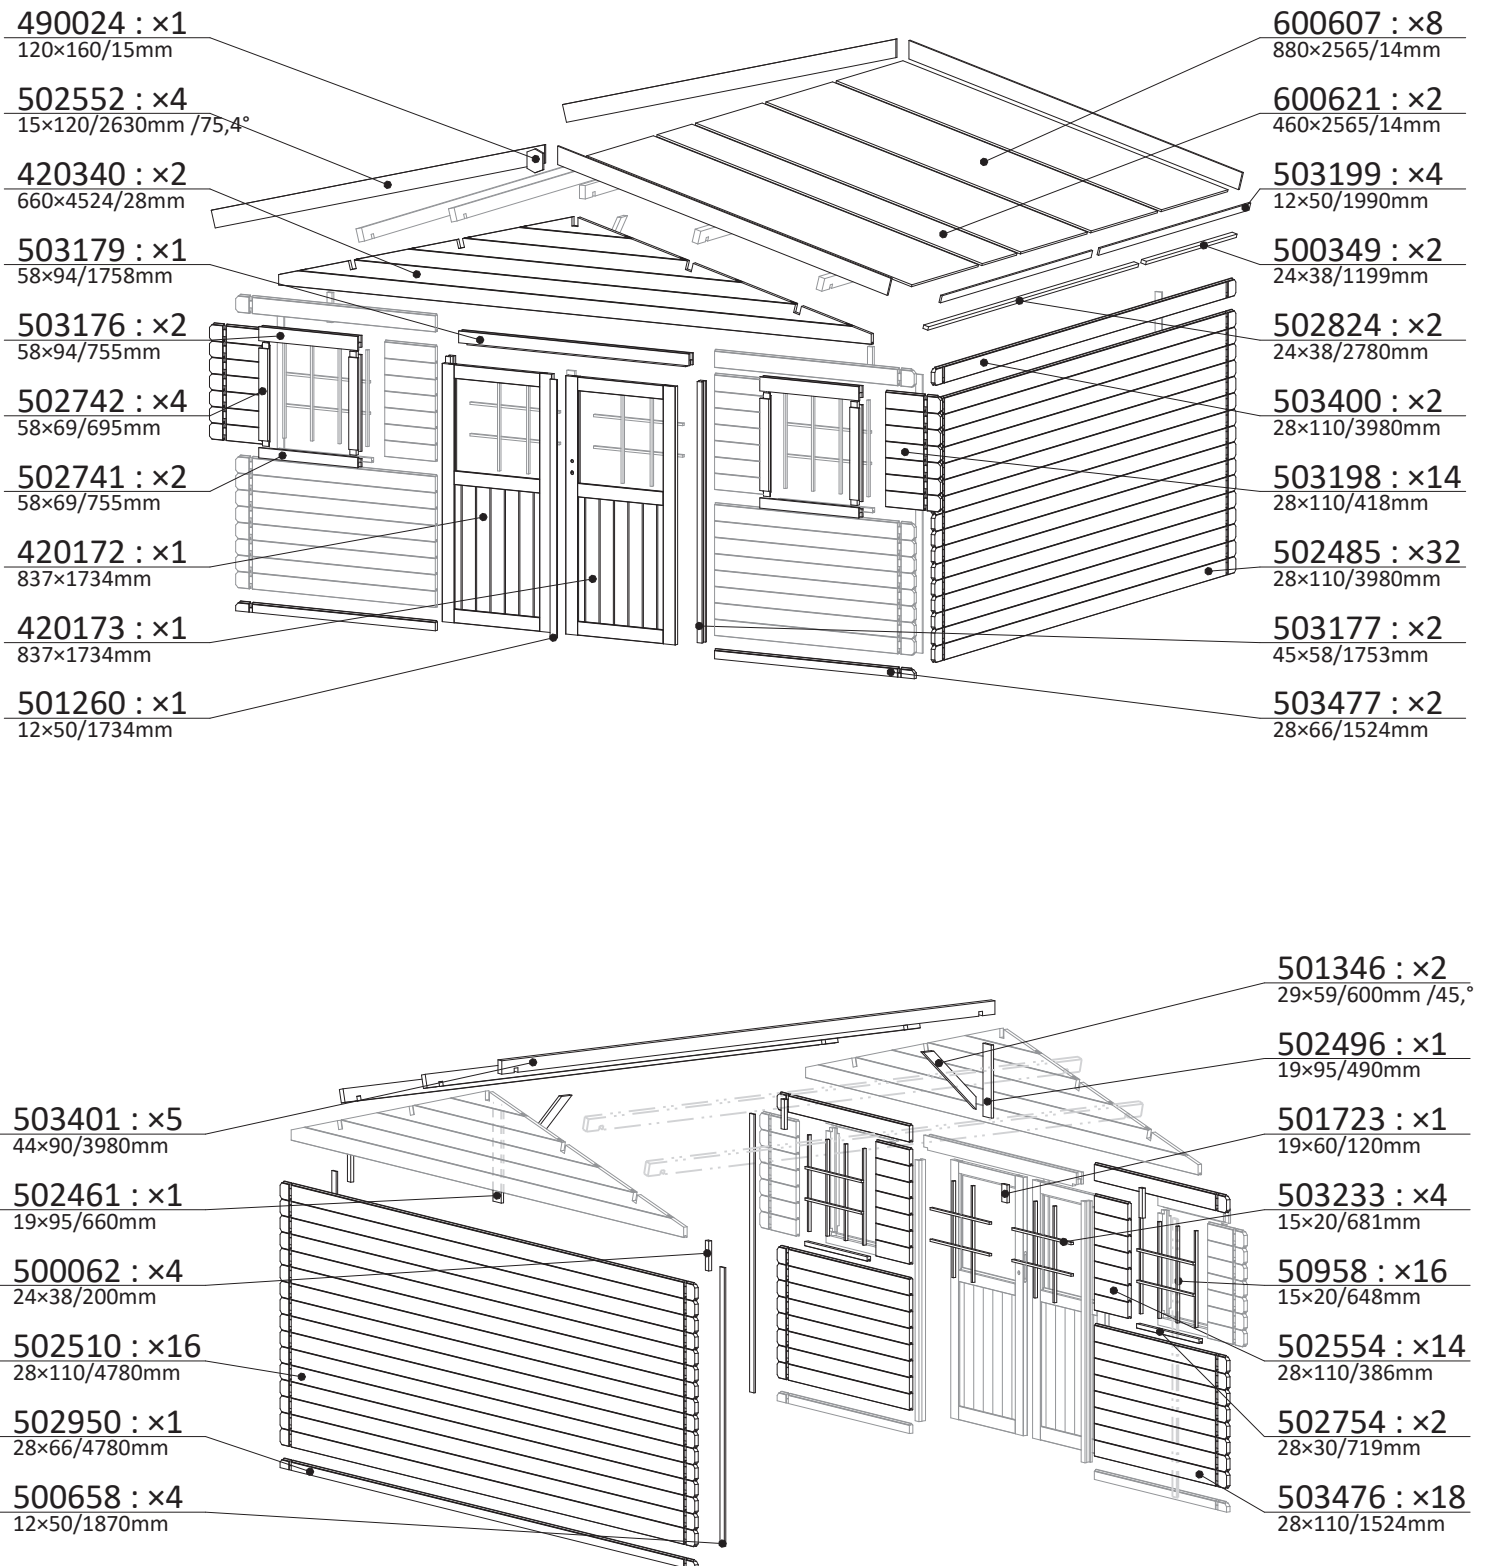 490024 : ×1
120×160/15mm
502552 : ×4
15×120/2630mm /75,4°
420340 : ×2
660×4524/28mm
503179 : ×1
58×94/1758mm
503176 : ×2
58×94/755mm
502742 : ×4
58×69/695mm
502741 : ×2
58×69/755mm
420172 : ×1
837×1734mm
420173 : ×1
837×1734mm
501260 : ×1
12×50/1734mm
600607 : ×8
880×2565/14mm
600621 : ×2
460×2565/14mm
503199 : ×4
12×50/1990mm
500349 : ×2
24×38/1199mm
502824 : ×2
24×38/2780mm
503400 : ×2
28×110/3980mm
503198 : ×14
28×110/418mm
502485 : ×32
28×110/3980mm
503177 : ×2
45×58/1753mm
503477 : ×2
28×66/1524mm
503401 : ×5
44×90/3980mm
502461 : ×1
19×95/660mm
500062 : ×4
24×38/200mm
502510 : ×16
28×110/4780mm
502950 : ×1
28×66/4780mm
500658 : ×4
12×50/1870mm
501346 : ×2
29×59/600mm /45,°
502496 : ×1
19×95/490mm
501723 : ×1
19×60/120mm
503233 : ×4
15×20/681mm
50958 : ×16
15×20/648mm
502554 : ×14
28×110/386mm
502754 : ×2
28×30/719mm
503476 : ×18
28×110/1524mm